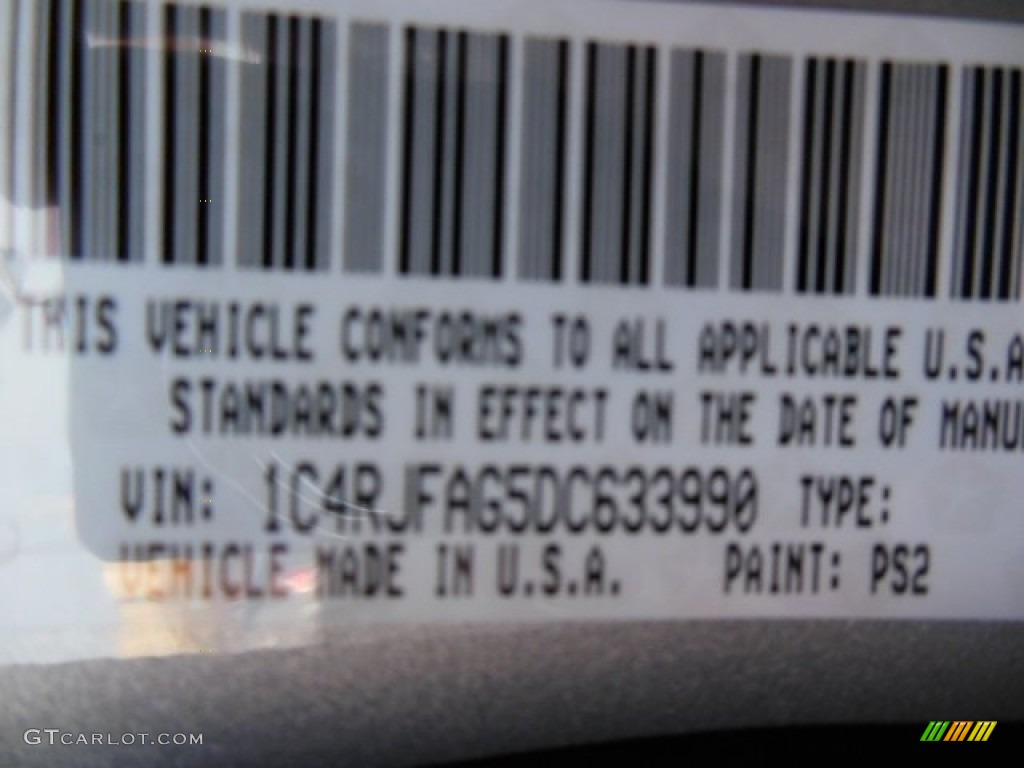 THIS VEHICLE CONFORMS TO ALL APPLICABLE U.S.A
STANDARDS IN EFFECT ON THE DATE OF MANU
VIN: 1C4RJFAG5DC633990 TYPE:
VEHICLE MADE IN U.S.A. PAINT: PS2
GTCARLOT.COM